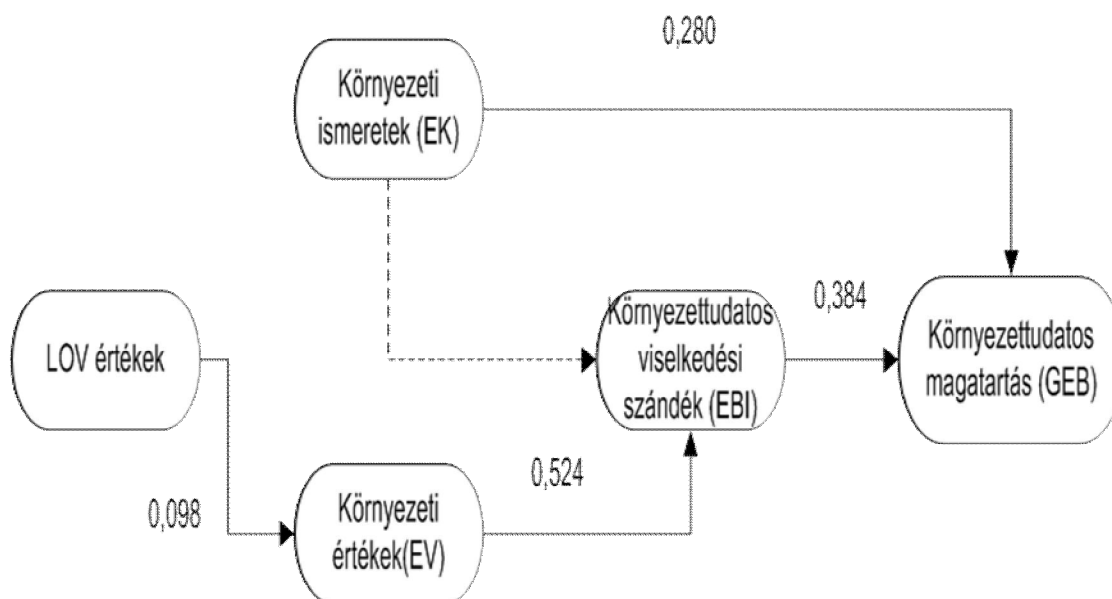 0,280
Környezeti
ismeretek (EK)
Környezettudatos
viselkedési
szándék (EBI)
0,384
Környezettudatos
magatartás (GEB)
LOV értékek
0,098
Környezeti
értékek(EV)
0,524